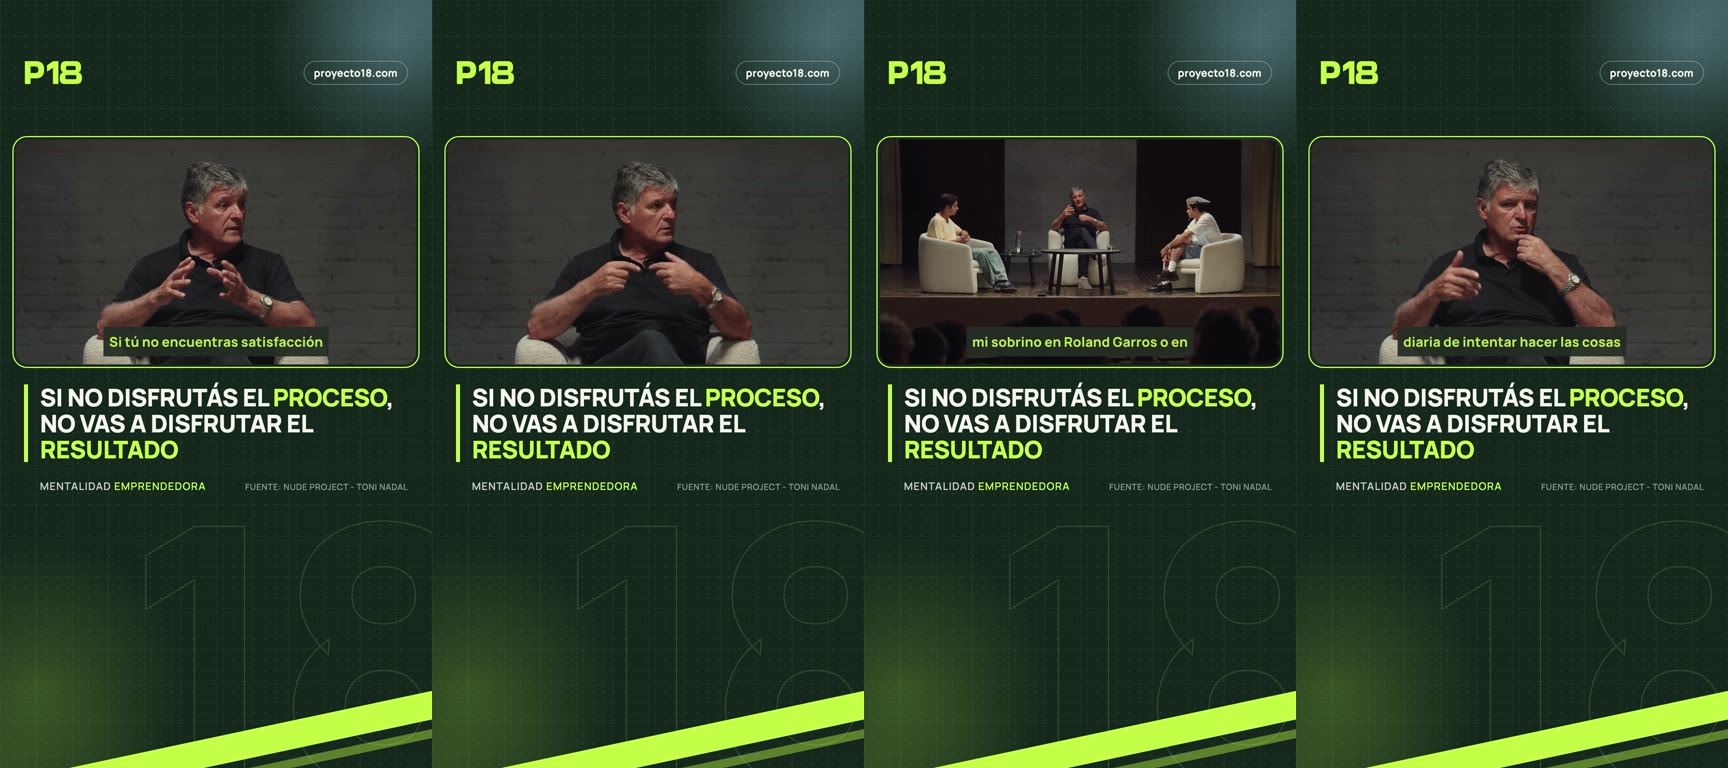 P18
proyecto18.com
Si tú no encuentras satisfacción
SI NO DISFRUTÁS EL PROCESO,
NO VAS A DISFRUTAR EL
RESULTADO
MENTALIDAD EMPRENDEDORA
FUENTE: NUDE PROJECT - TONI NADAL
18
P18
proyecto18.com
SI NO DISFRUTÁS EL PROCESO,
NO VAS A DISFRUTAR EL
RESULTADO
MENTALIDAD EMPRENDEDORA
FUENTE: NUDE PROJECT - TONI NADAL
18
P18
proyecto18.com
mi sobrino en Roland Garros o en
SI NO DISFRUTÁS EL PROCESO,
NO VAS A DISFRUTAR EL
RESULTADO
MENTALIDAD EMPRENDEDORA
FUENTE: NUDE PROJECT - TONI NADAL
18
P18
proyecto18.com
diaria de intentar hacer las cosas
SI NO DISFRUTÁS EL PROCESO,
NO VAS A DISFRUTAR EL
RESULTADO
MENTALIDAD EMPRENDEDORA
FUENTE: NUDE PROJECT - TONI NADAL
18